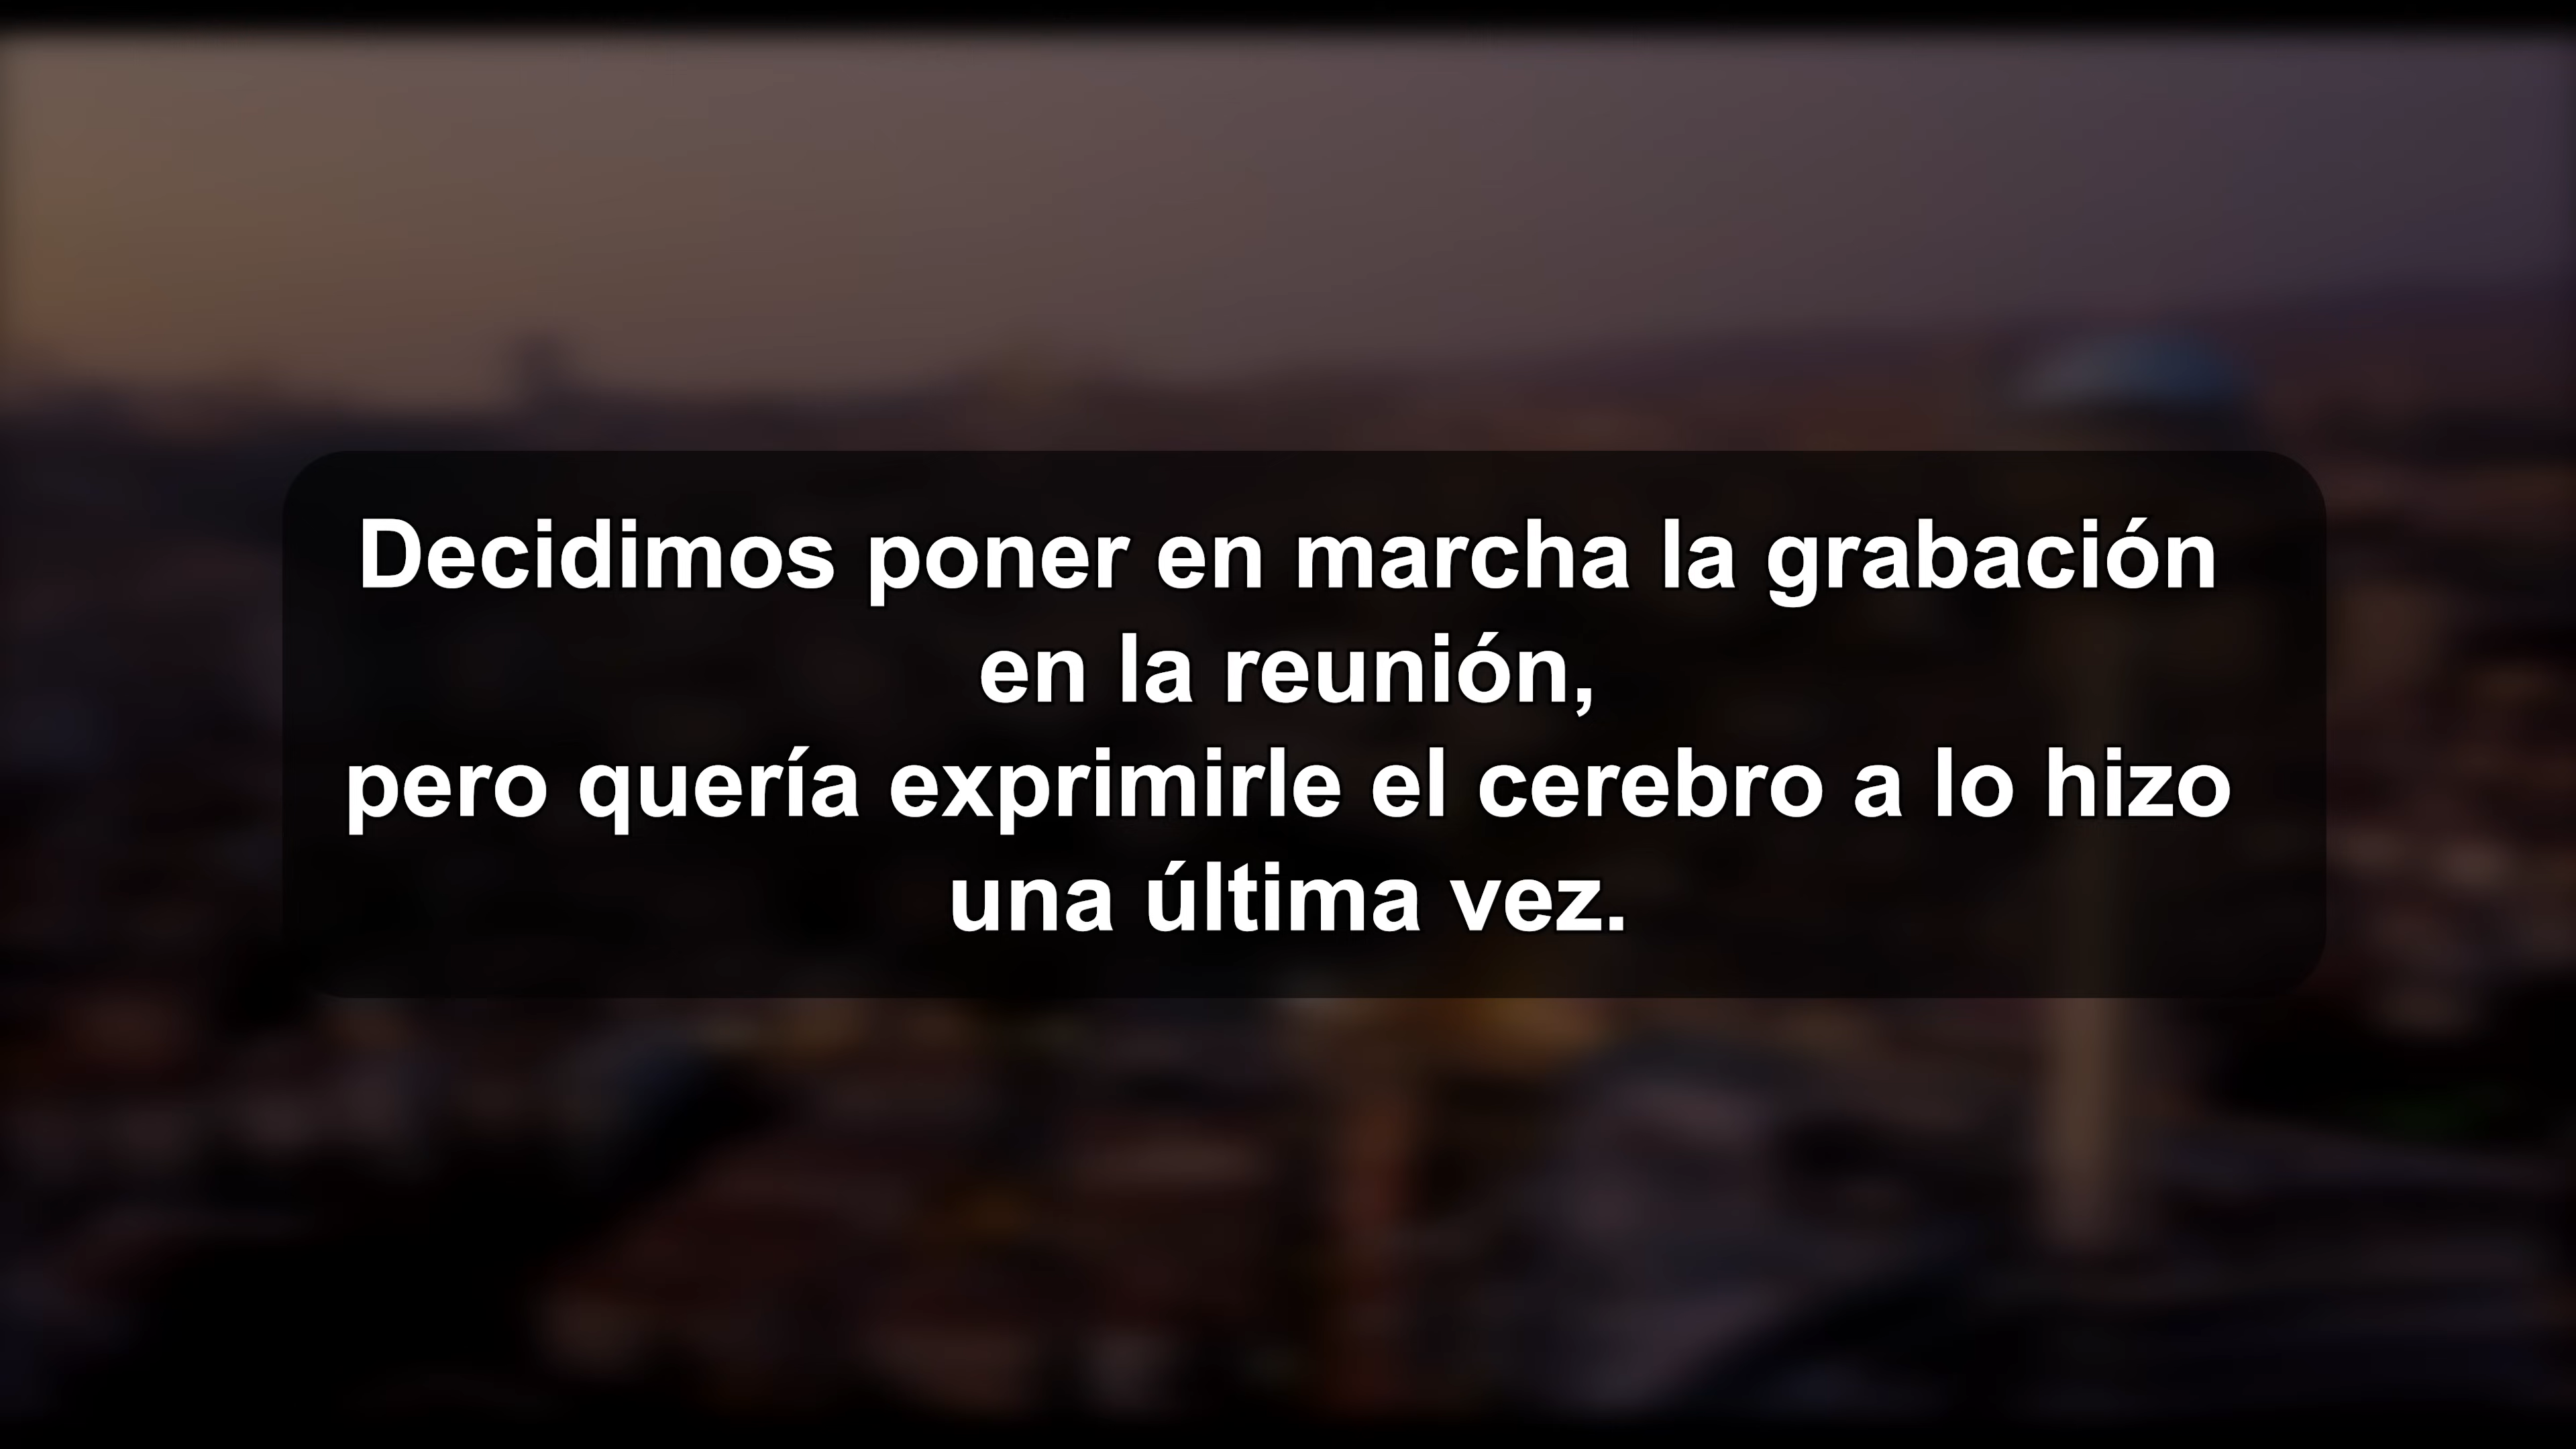 Decidimos poner en marcha la grabación
en la reunión,
pero quería exprimirle el cerebro a lo hizo
una última vez.